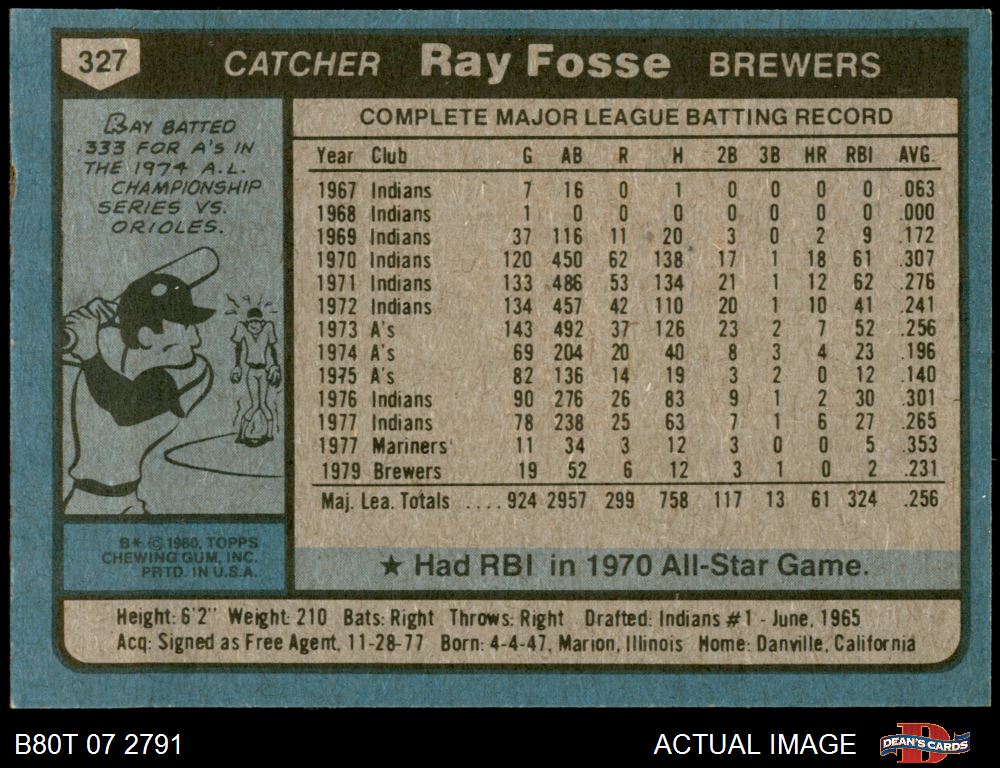 327 CATCHER Ray Fosse BREWERS
RAY BATTED
.333 FOR A'S IN
THE 1974 A.L.
CHAMPIONSHIP
SERIES VS.
ORIOLES.
COMPLETE MAJOR LEAGUE BATTING RECORD
Year Club G AB R H 2B 3B HR RBI AVG.
1967 Indians 7 16 0 1 0 0 0 0 .063
1968 Indians 1 0 0 0 0 0 0 0 .000
1969 Indians 37 116 11 20 3 0 2 9 .172
1970 Indians 120 450 62 138 17 1 18 61 .307
1971 Indians 133 486 53 134 21 1 12 62 .276
1972 Indians 134 457 42 110 20 1 10 41 .241
1973 A's 143 492 37 126 23 2 7 52 .256
1974 A's 69 204 20 40 8 3 4 23 .196
1975 A's 82 136 14 19 3 2 0 12 .140
1976 Indians 90 276 26 83 9 1 2 30 .301
1977 Indians 78 238 25 63 7 1 6 27 .265
1977 Mariners 11 34 3 12 3 0 0 5 .353
1979 Brewers 19 52 6 12 3 1 0 2 .231
Maj. Lea. Totals ....924 2957 299 758 117 13 61 324 .256
B* © 1980, TOPPS
CHEWING GUM, INC.
PRTD. IN U.S.A.
★ Had RBI in 1970 All-Star Game.
Height: 6'2" Weight: 210 Bats: Right Throws: Right Drafted: Indians #1 - June, 1965
Acq: Signed as Free Agent, 11-28-77 Born: 4-4-47, Marion, Illinois Home: Danville, California
B80T 07 2791 ACTUAL IMAGE DEAN'S CARDS